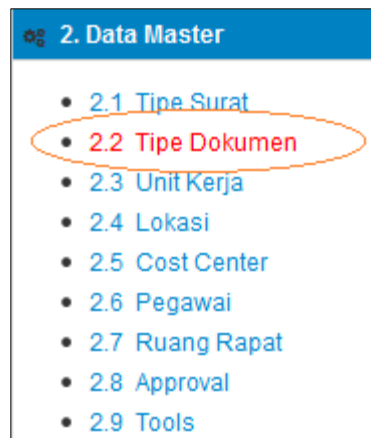 2. Data Master
2.1 Tipe Surat
2.2 Tipe Dokumen
2.3 Unit Kerja
2.4 Lokasi
2.5 Cost Center
2.6 Pegawai
2.7 Ruang Rapat
2.8 Approval
2.9 Tools